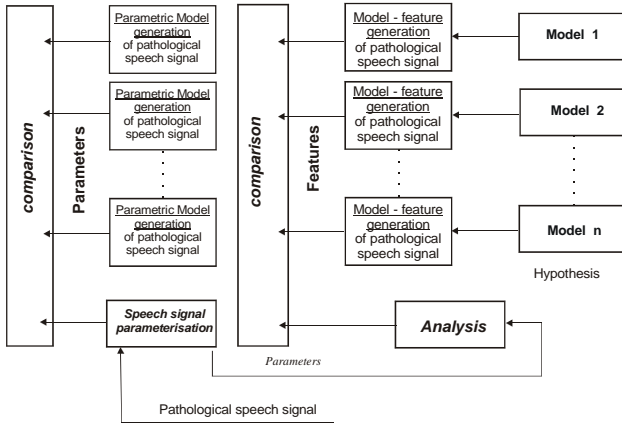 Parametric Model
generation
of pathological
speech signal
Model - feature
generation
of pathological
speech signal
Model 1
Parametric Model
generation
of pathological
speech signal
Model - feature
generation
of pathological
speech signal
Model 2
comparison
Parameters
comparison
Features
Parametric Model
generation
of pathological
speech signal
Model - feature
generation
of pathological
speech signal
Model n
Hypothesis
Speech signal
parameterisation
Analysis
Parameters
Pathological speech signal